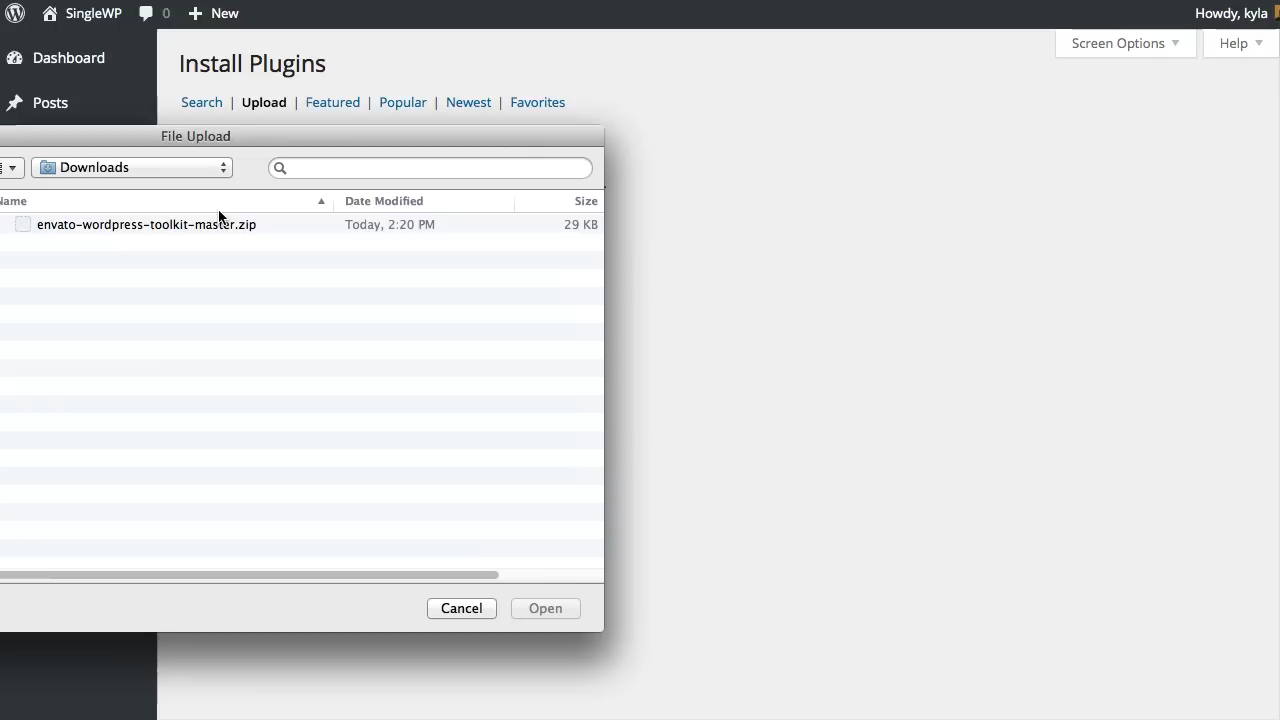 SingleWP 0 New Howdy, kyla
Dashboard
Posts
Install Plugins
Screen Options Help
Search | Upload | Featured | Popular | Newest | Favorites
File Upload
Downloads
Name Date Modified Size
envato-wordpress-toolkit-master.zip Today, 2:20 PM 29 KB
Cancel Open